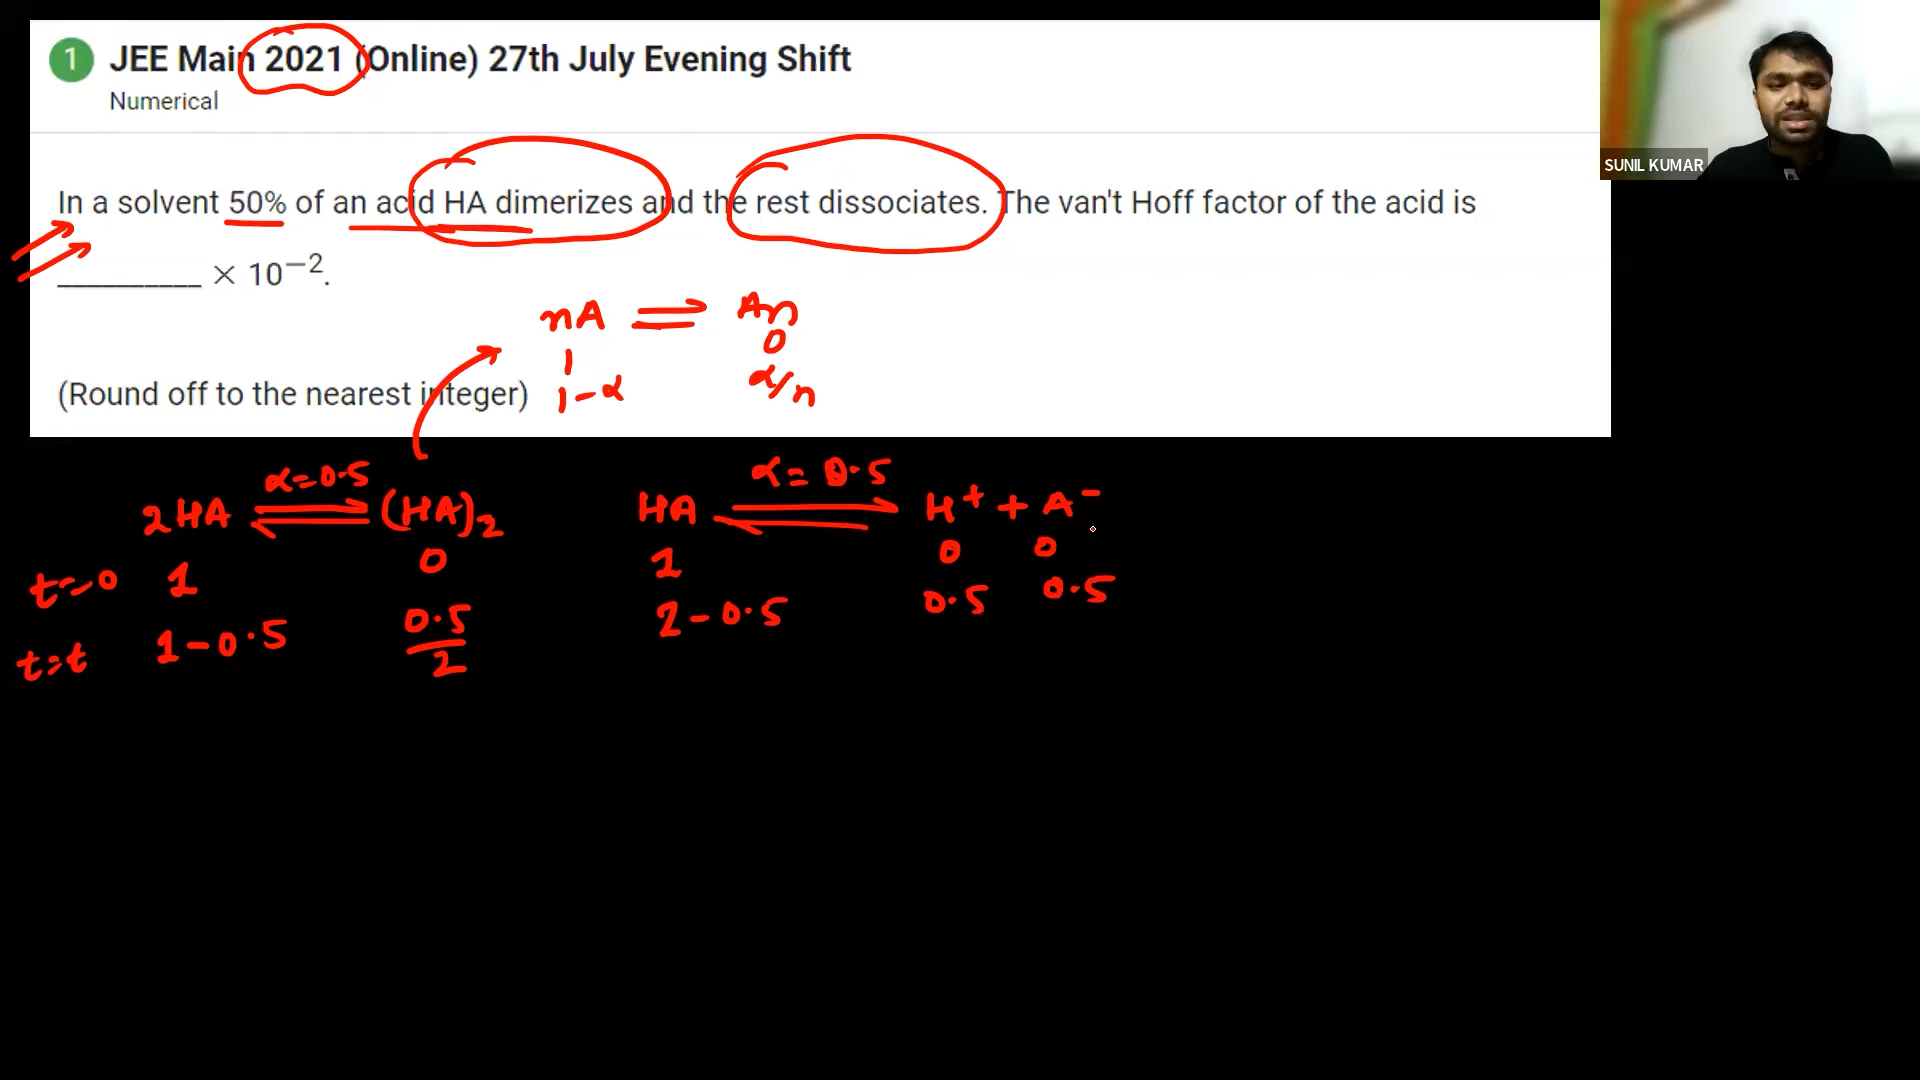 1 JEE Main 2021 (Online) 27th July Evening Shift
Numerical
SUNIL KUMAR
In a solvent 50% of an acid HA dimerizes and the rest dissociates. The van't Hoff factor of the acid is
__________ × 10⁻².
nA ⇌ An
1 0
1-α α/n
(Round off to the nearest integer)
α=0.5 α=0.5
2HA ⇌ (HA)₂ HA ⇌ H⁺ + A⁻
t=0 1 0 1 0 0
t=t 1-0.5 0.5/2 1-0.5 0.5 0.5